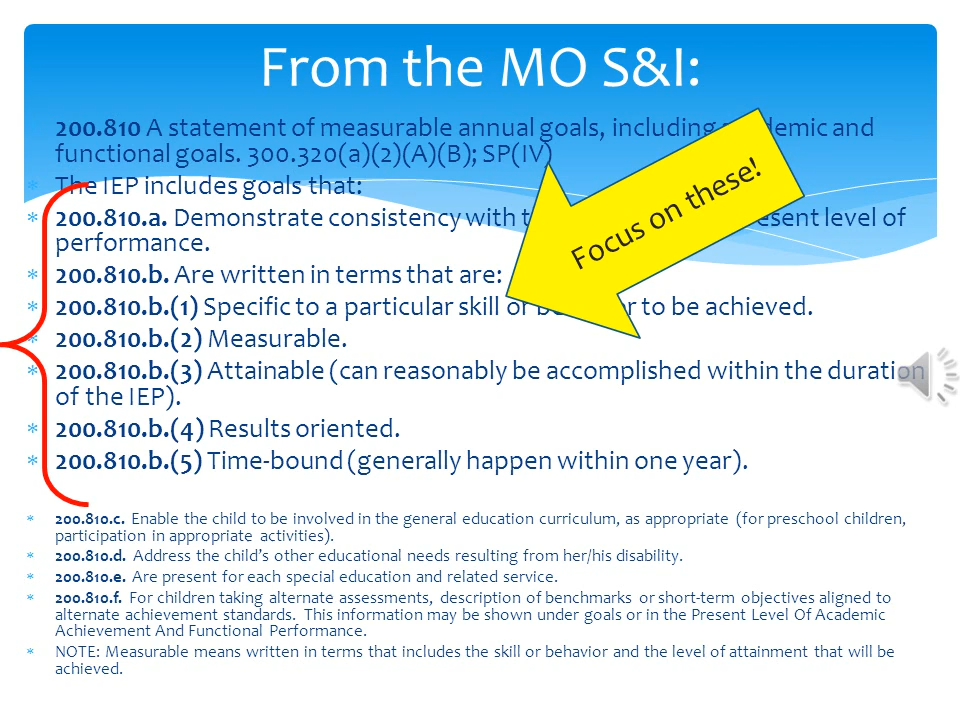 From the MO S&I:
200.810 A statement of measurable annual goals, including academic and
functional goals. 300.320(a)(2)(A)(B); SP(IV)
* The IEP includes goals that:
* 200.810.a. Demonstrate consistency with present level of
performance.
* 200.810.b. Are written in terms that are:
* 200.810.b.(1) Specific to a particular skill or behavior to be achieved.
* 200.810.b.(2) Measurable.
* 200.810.b.(3) Attainable (can reasonably be accomplished within the duration
of the IEP).
* 200.810.b.(4) Results oriented.
* 200.810.b.(5) Time-bound (generally happen within one year).
Focus on these!
* 200.810.c. Enable the child to be involved in the general education curriculum, as appropriate (for preschool children,
participation in appropriate activities).
* 200.810.d. Address the child's other educational needs resulting from her/his disability.
* 200.810.e. Are present for each special education and related service.
* 200.810.f. For children taking alternate assessments, description of benchmarks or short-term objectives aligned to
alternate achievement standards. This information may be shown under goals or in the Present Level Of Academic
Achievement And Functional Performance.
* NOTE: Measurable means written in terms that includes the skill or behavior and the level of attainment that will be
achieved.